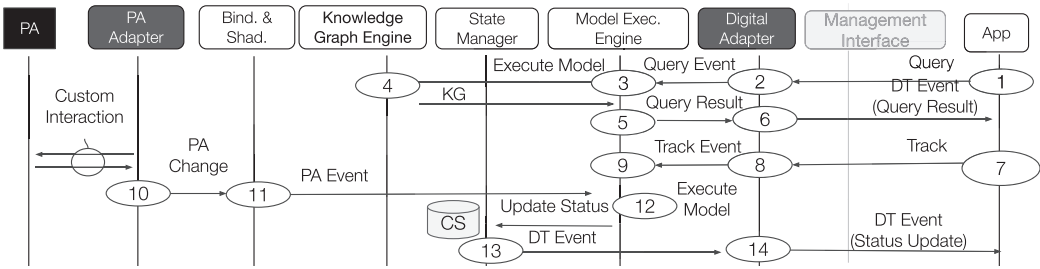 PA
PA
Adapter
Bind. &
Shad.
Knowledge
Graph Engine
State
Manager
Model Exec.
Engine
Digital
Adapter
Management
Interface
App
Custom
Interaction
Execute Model
Query Event
Query
4
3
2
1
KG
DT Event
(Query Result)
Query Result
5
6
Track Event
Track
9
8
7
PA
Change
10
11
PA Event
12
Execute
Model
Update Status
CS
DT Event
13
14
DT Event
(Status Update)